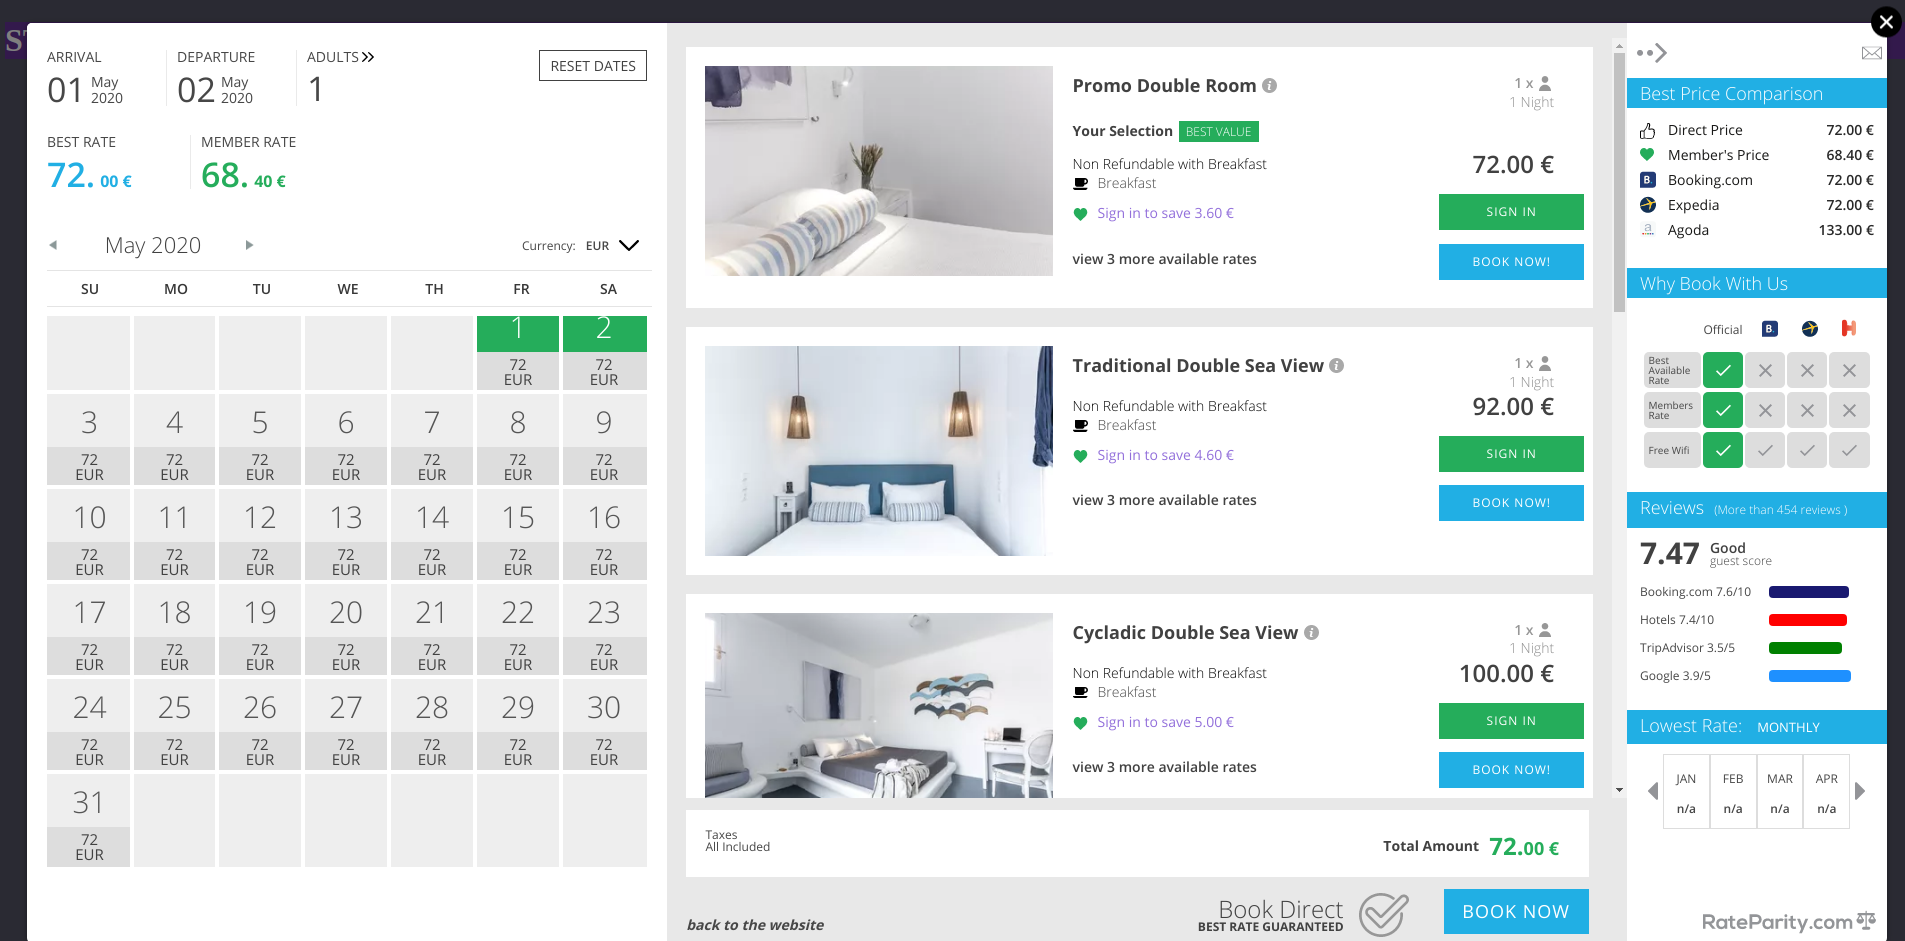 ST
ARRIVAL
01 May 2020
DEPARTURE
02 May 2020
ADULTS
1
RESET DATES
BEST RATE
72. 00 €
MEMBER RATE
68. 40 €
May 2020
Currency: EUR
SU MO TU WE TH FR SA
1 2
72 72
EUR EUR
3 4 5 6 7 8 9
72 72 72 72 72 72 72
EUR EUR EUR EUR EUR EUR EUR
10 11 12 13 14 15 16
72 72 72 72 72 72 72
EUR EUR EUR EUR EUR EUR EUR
17 18 19 20 21 22 23
72 72 72 72 72 72 72
EUR EUR EUR EUR EUR EUR EUR
24 25 26 27 28 29 30
72 72 72 72 72 72 72
EUR EUR EUR EUR EUR EUR EUR
31
72
EUR
Promo Double Room
1 x
1 Night
Your Selection BEST VALUE
Non Refundable with Breakfast
72.00 €
Breakfast
Sign in to save 3.60 €
SIGN IN
view 3 more available rates
BOOK NOW!
Traditional Double Sea View
1 x
1 Night
Non Refundable with Breakfast
92.00 €
Breakfast
Sign in to save 4.60 €
SIGN IN
view 3 more available rates
BOOK NOW!
Cycladic Double Sea View
1 x
1 Night
Non Refundable with Breakfast
100.00 €
Breakfast
Sign in to save 5.00 €
SIGN IN
view 3 more available rates
BOOK NOW!
Taxes
All Included
Total Amount 72.00 €
back to the website
Book Direct
BEST RATE GUARANTEED
BOOK NOW
Best Price Comparison
Direct Price 72.00 €
Member's Price 68.40 €
B. Booking.com 72.00 €
Expedia 72.00 €
a Agoda 133.00 €
Why Book With Us
Official B. H
Best
Available
Rate
Members
Rate
Free Wifi
Reviews (More than 454 reviews )
7.47 Good
guest score
Booking.com 7.6/10
Hotels 7.4/10
TripAdvisor 3.5/5
Google 3.9/5
Lowest Rate: MONTHLY
JAN FEB MAR APR
n/a n/a n/a n/a
RateParity.com